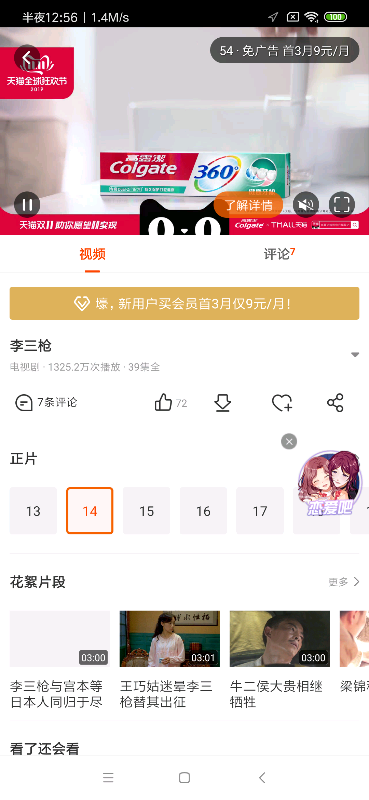 半夜12:56 | 1.4M/s
100
54 · 免广告 首3月9元/月
天猫全球狂欢节
2019
高露洁
Colgate
360°
了解详情
天猫双11 助你愿望11实现
Colgate × TMALL天猫
视频
评论7
壕，新用户买会员首3月仅9元/月！
李三枪
电视剧 · 1325.2万次播放 · 39集全
7条评论
72
正片
恋爱吧
13
14
15
16
17
花絮片段
更多
03:00
03:01
03:00
李三枪与宫本等
日本人同归于尽
王巧姑迷晕李三
枪替其出征
牛二侯大贵相继
牺牲
梁锦
看了还会看